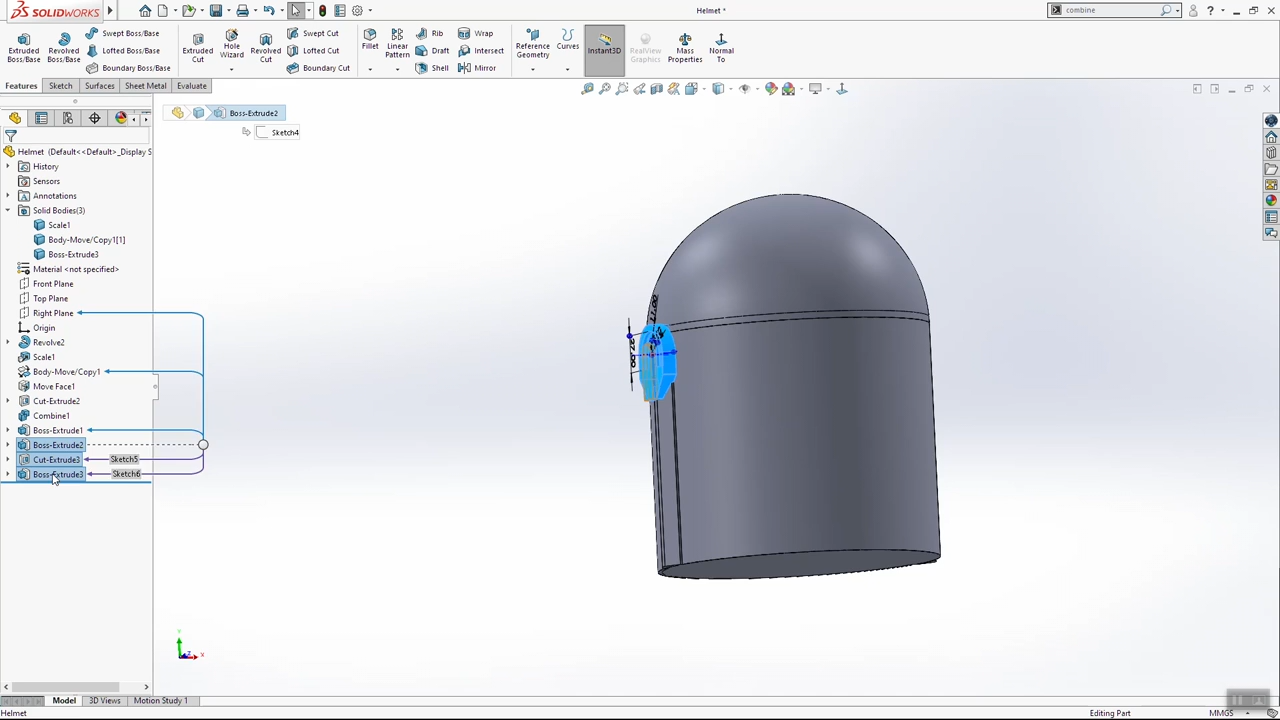 SOLIDWORKS
Helmet *
combine
Extruded Boss/Base
Revolved Boss/Base
Swept Boss/Base
Lofted Boss/Base
Boundary Boss/Base
Extruded Cut
Hole Wizard
Revolved Cut
Swept Cut
Lofted Cut
Boundary Cut
Fillet
Linear Pattern
Rib
Draft
Shell
Wrap
Intersect
Mirror
Reference Geometry
Curves
Instant3D
RealView Graphics
Mass Properties
Normal To
Features
Sketch
Surfaces
Sheet Metal
Evaluate
Boss-Extrude2
Sketch4
Helmet (Default<<Default>_Display S
History
Sensors
Annotations
Solid Bodies(3)
Scale1
Body-Move/Copy1[1]
Boss-Extrude3
Material <not specified>
Front Plane
Top Plane
Right Plane
Origin
Revolve2
Scale1
Body-Move/Copy1
Move Face1
Cut-Extrude2
Combine1
Boss-Extrude1
Boss-Extrude2
Cut-Extrude3
Sketch5
Boss-Extrude3
Sketch6
Y
X
Z
Model
3D Views
Motion Study 1
Helmet
Editing Part
MMGS